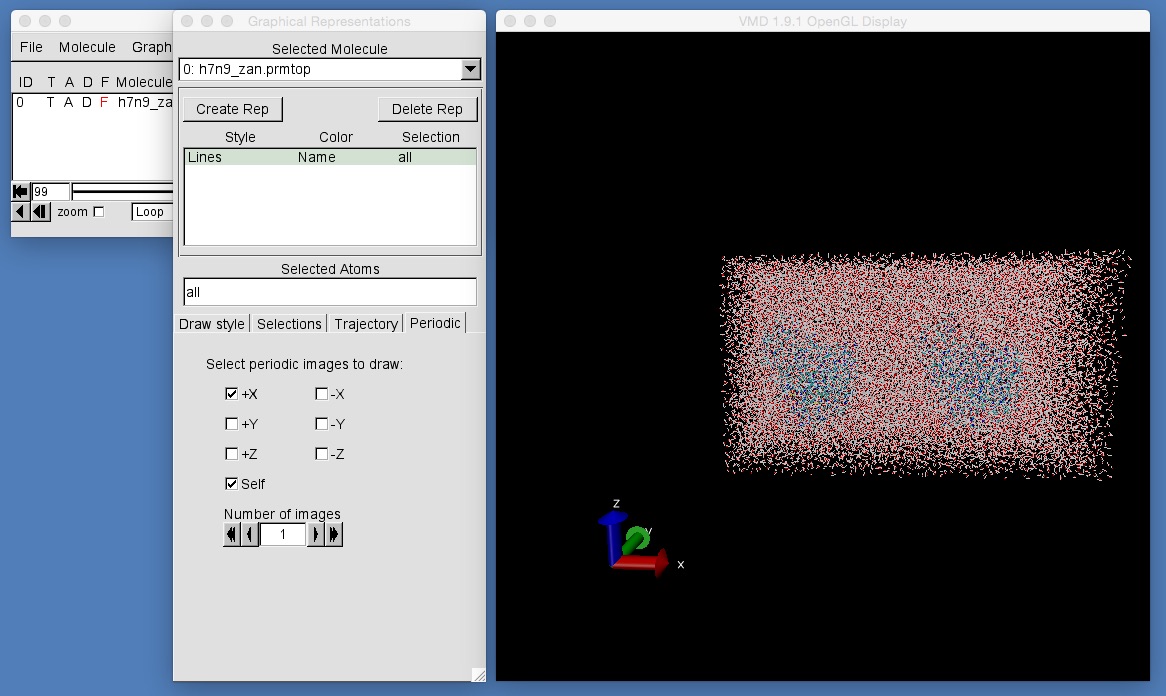 File Molecule Graph
ID T A D F Molecule
0 T A D F h7n9_za
99
zoom Loop
Graphical Representations
Selected Molecule
0: h7n9_zan.prmtop
Create Rep Delete Rep
Style Color Selection
Lines Name all
Selected Atoms
all
Draw style Selections Trajectory Periodic
Select periodic images to draw:
+X -X
+Y -Y
+Z -Z
Self
Number of images
1
VMD 1.9.1 OpenGL Display
z
y
x